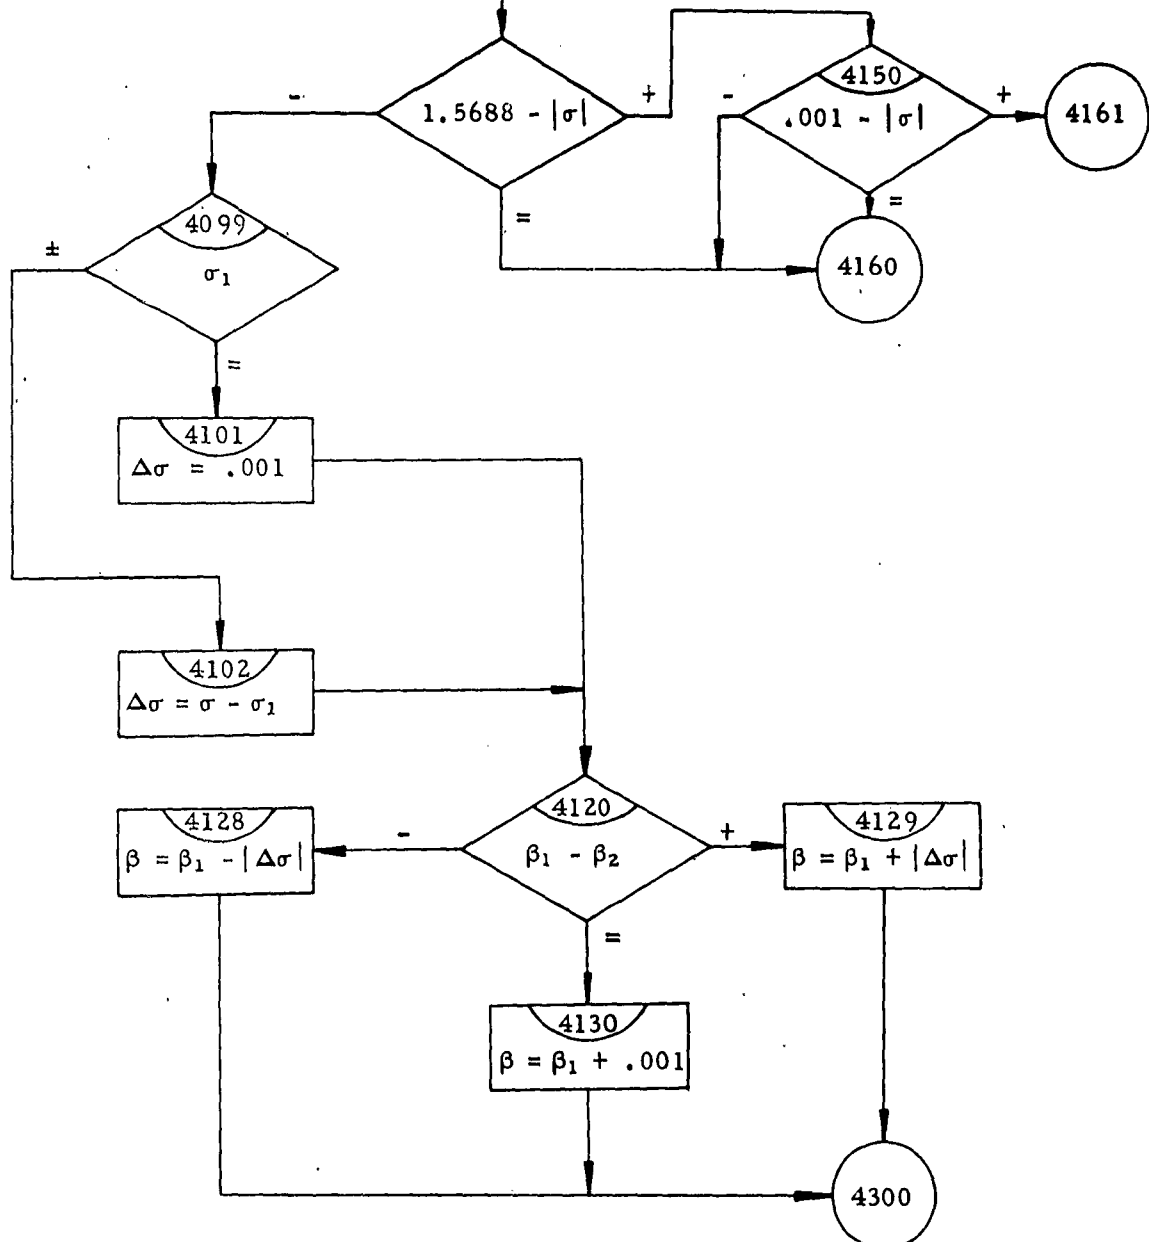 -
1.5688 - |σ|
+
=
-
4150
.001 - |σ|
+
=
4161
4160
±
4099
σ₁
=
4101
Δσ = .001
4102
Δσ = σ - σ₁
4128
β = β₁ - |Δσ|
-
4120
β₁ - β₂
+
=
4129
β = β₁ + |Δσ|
4130
β = β₁ + .001
4300